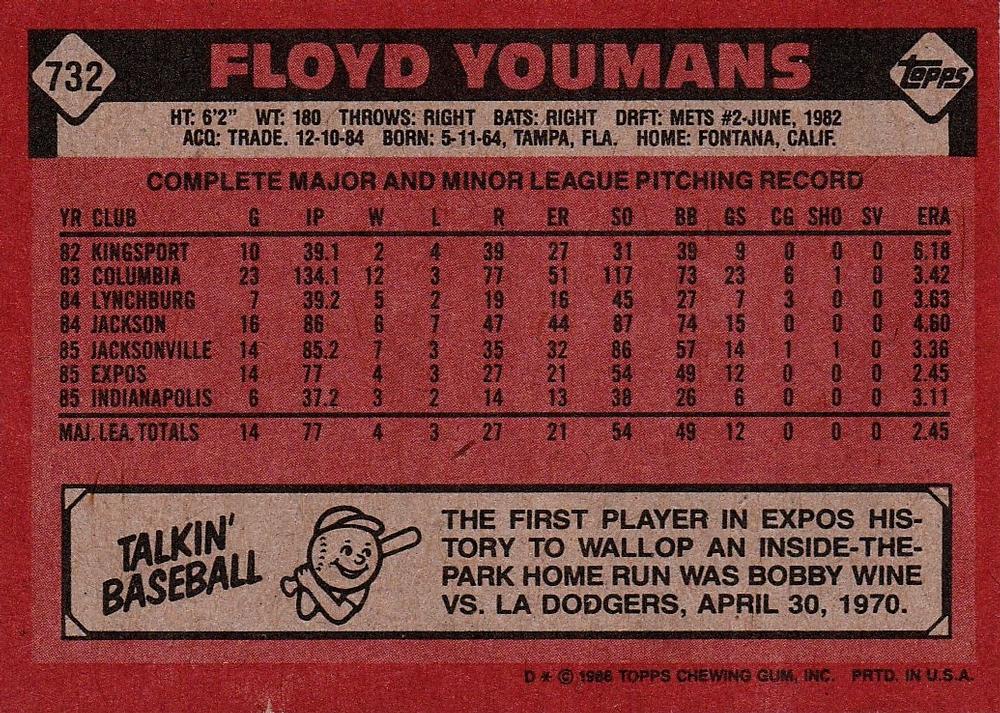 732 FLOYD YOUMANS topps
HT: 6'2" WT: 180 THROWS: RIGHT BATS: RIGHT DRFT: METS #2-JUNE, 1982
ACQ: TRADE. 12-10-84 BORN: 5-11-64, TAMPA, FLA. HOME: FONTANA, CALIF.
COMPLETE MAJOR AND MINOR LEAGUE PITCHING RECORD
YR CLUB G IP W L R ER SO BB GS CG SHO SV ERA
82 KINGSPORT 10 39.1 2 4 39 27 31 39 9 0 0 0 6.18
83 COLUMBIA 23 134.1 12 3 77 51 117 73 23 6 1 0 3.42
84 LYNCHBURG 7 39.2 5 2 19 16 45 27 7 3 0 0 3.63
84 JACKSON 16 86 6 7 47 44 87 74 15 0 0 0 4.60
85 JACKSONVILLE 14 85.2 7 3 35 32 86 57 14 1 1 0 3.36
85 EXPOS 14 77 4 3 27 21 54 49 12 0 0 0 2.45
85 INDIANAPOLIS 6 37.2 3 2 14 13 38 26 6 0 0 0 3.11
MAJ. LEA. TOTALS 14 77 4 3 27 21 54 49 12 0 0 0 2.45
TALKIN'
BASEBALL
THE FIRST PLAYER IN EXPOS HIS-
TORY TO WALLOP AN INSIDE-THE-
PARK HOME RUN WAS BOBBY WINE
VS. LA DODGERS, APRIL 30, 1970.
D * © 1986 TOPPS CHEWING GUM, INC. PRTD. IN U.S.A.